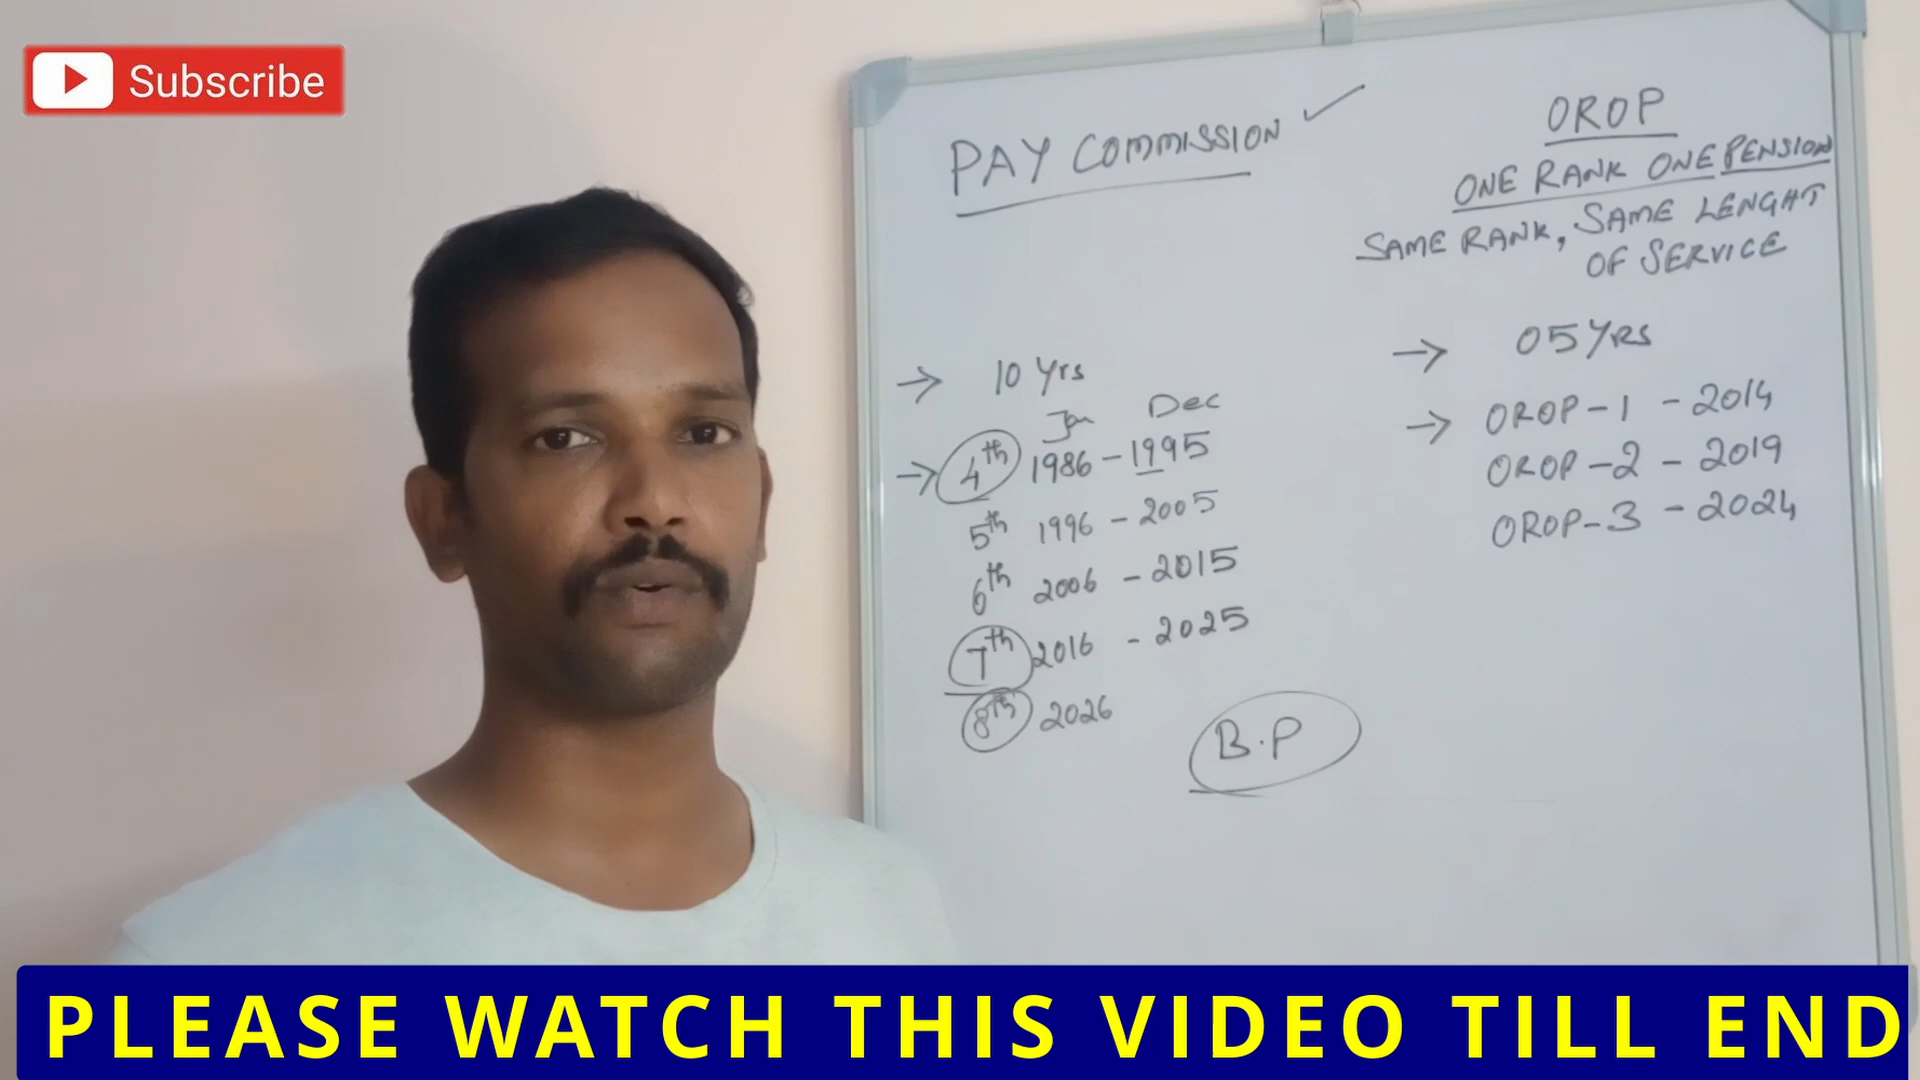 Subscribe
PAY COMMISSION
10 Yrs
Jan Dec
4th 1986 - 1995
5th 1996 - 2005
6th 2006 - 2015
7th 2016 - 2025
8th 2026
B.P
OROP
ONE RANK ONE PENSION
SAME RANK, SAME LENGHT
OF SERVICE
05 Yrs
OROP-1 - 2014
OROP-2 - 2019
OROP-3 - 2024
PLEASE WATCH THIS VIDEO TILL END